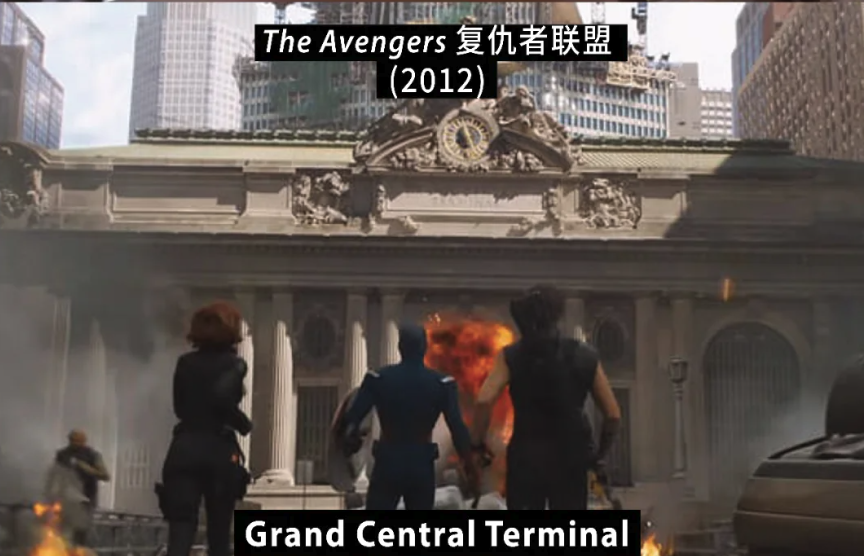 The Avengers 复仇者联盟
(2012)
Grand Central Terminal